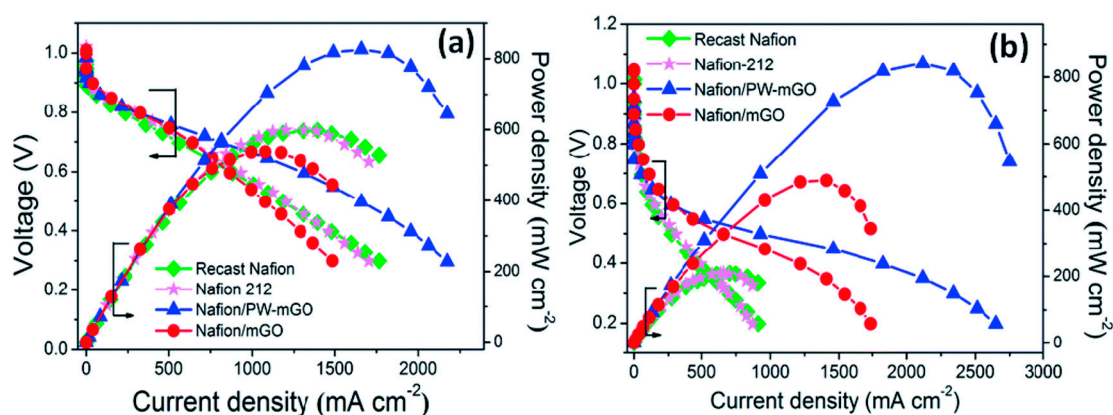 (a)
Voltage (V)
1.0
0.8
0.6
0.4
0.2
0.0
Recast Nafion
Nafion 212
Nafion/PW-mGO
Nafion/mGO
800
600
400
200
0
Power density (mW cm-2)
0 500 1000 1500 2000
Current density (mA cm-2)
(b)
Voltage (V)
1.2
1.0
0.8
0.6
0.4
0.2
Recast Nafion
Nafion-212
Nafion/PW-mGO
Nafion/mGO
800
600
400
200
0
Power density (mW cm-2)
0 500 1000 1500 2000 2500 3000
Current density (mA cm-2)